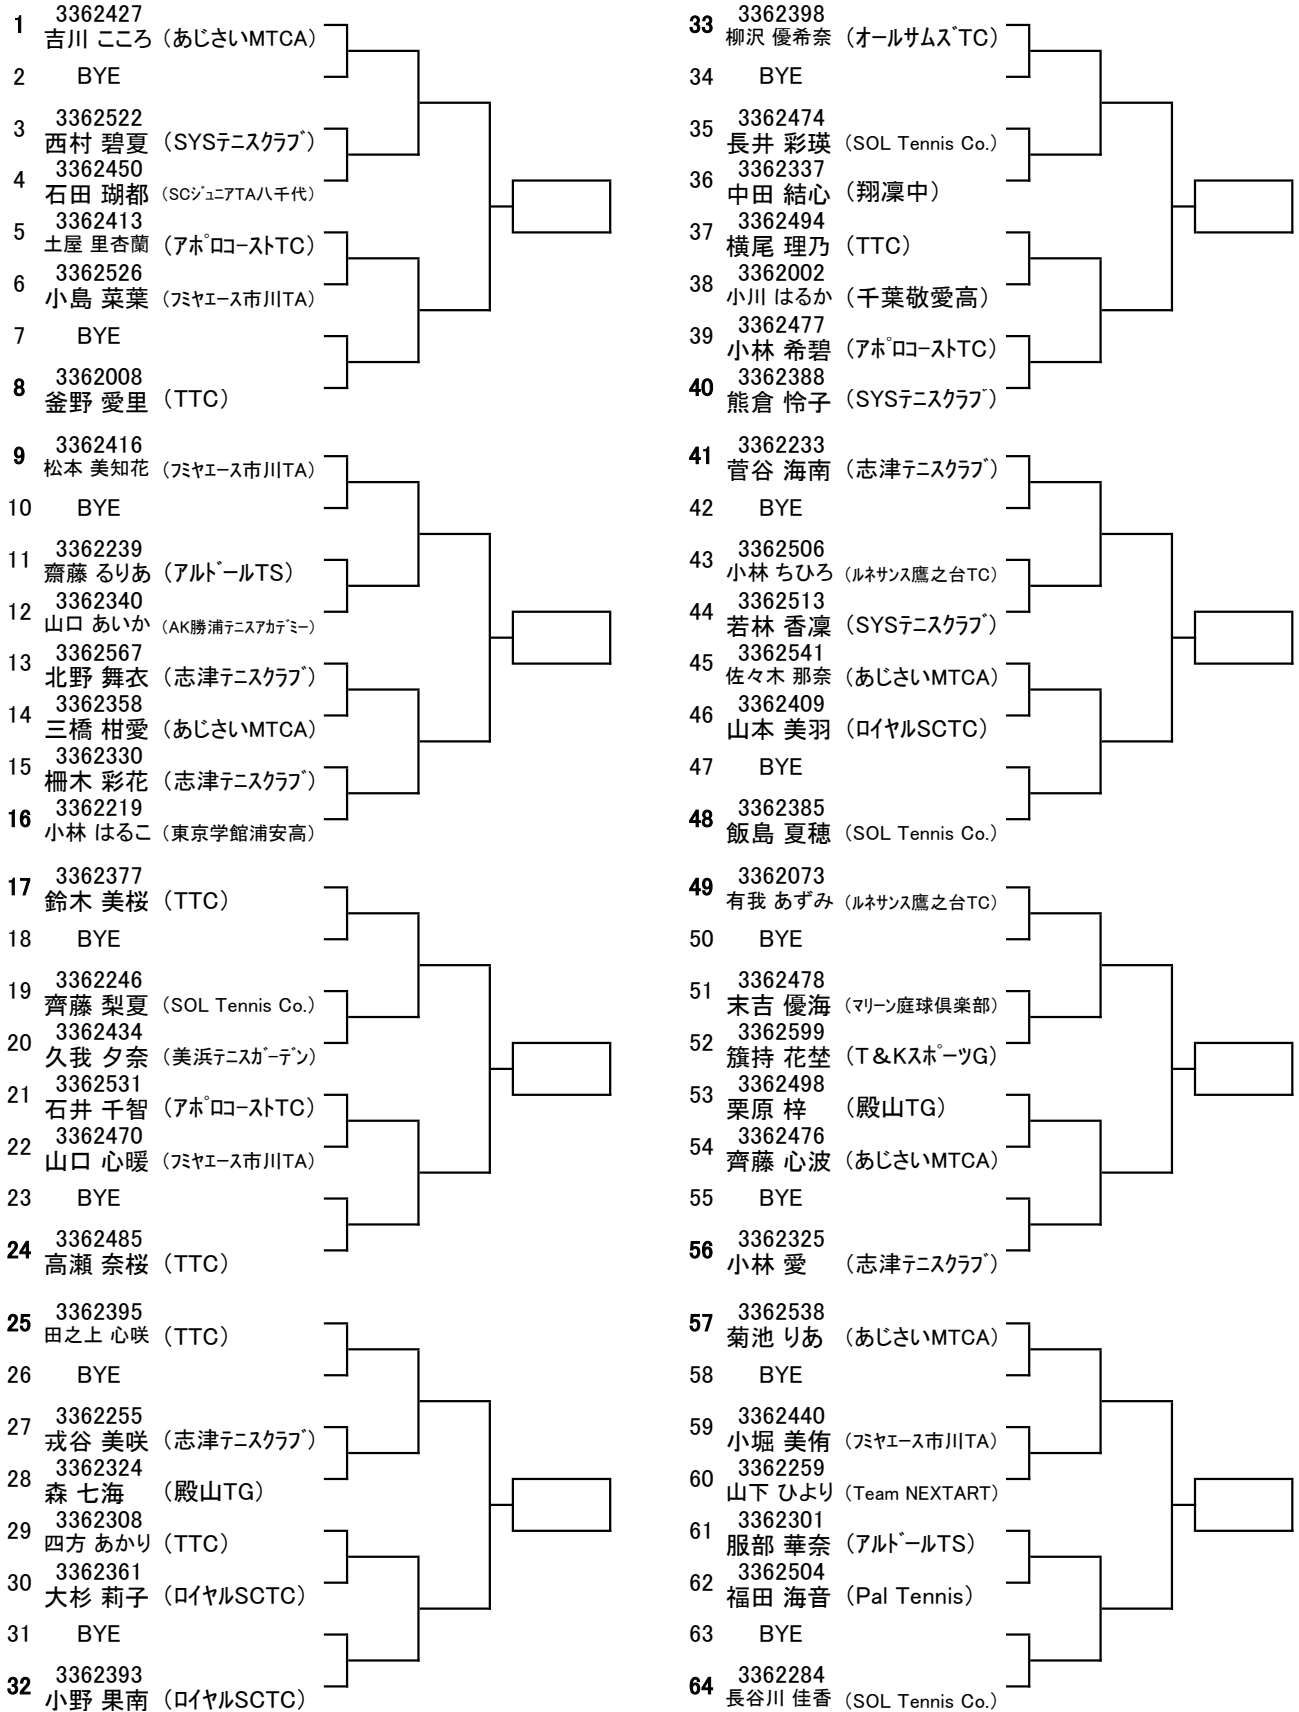 3362427
1 吉川 こころ (あじさいMTCA)
2 BYE
3362522
3 西村 碧夏 (SYSテニスクラブ)
3362450
4 石田 瑚都 (SCジュニアTA八千代)
3362413
5 土屋 里杏蘭 (アポロコーストTC)
3362526
6 小島 菜葉 (フミヤエース市川TA)
7 BYE
3362008
8 釜野 愛里 (TTC)
3362416
9 松本 美知花 (フミヤエース市川TA)
10 BYE
3362239
11 齋藤 るりあ (アルドールTS)
3362340
12 山口 あいか (AK勝浦テニスアカデミー)
3362567
13 北野 舞衣 (志津テニスクラブ)
3362358
14 三橋 柑愛 (あじさいMTCA)
3362330
15 柵木 彩花 (志津テニスクラブ)
3362219
16 小林 はるこ (東京学館浦安高)
3362377
17 鈴木 美桜 (TTC)
18 BYE
3362246
19 齊藤 梨夏 (SOL Tennis Co.)
3362434
20 久我 夕奈 (美浜テニスガーデン)
3362531
21 石井 千智 (アポロコーストTC)
3362470
22 山口 心暖 (フミヤエース市川TA)
23 BYE
3362485
24 高瀬 奈桜 (TTC)
3362395
25 田之上 心咲 (TTC)
26 BYE
3362255
27 戎谷 美咲 (志津テニスクラブ)
3362324
28 森 七海 (殿山TG)
3362308
29 四方 あかり (TTC)
3362361
30 大杉 莉子 (ロイヤルSCTC)
31 BYE
3362393
32 小野 果南 (ロイヤルSCTC)
3362398
33 柳沢 優希奈 (オールサムズTC)
34 BYE
3362474
35 長井 彩瑛 (SOL Tennis Co.)
3362337
36 中田 結心 (翔凜中)
3362494
37 横尾 理乃 (TTC)
3362002
38 小川 はるか (千葉敬愛高)
3362477
39 小林 希碧 (アポロコーストTC)
3362388
40 熊倉 怜子 (SYSテニスクラブ)
3362233
41 菅谷 海南 (志津テニスクラブ)
42 BYE
3362506
43 小林 ちひろ (ルネサンス鷹之台TC)
3362513
44 若林 香凜 (SYSテニスクラブ)
3362541
45 佐々木 那奈 (あじさいMTCA)
3362409
46 山本 美羽 (ロイヤルSCTC)
47 BYE
3362385
48 飯島 夏穂 (SOL Tennis Co.)
3362073
49 有我 あずみ (ルネサンス鷹之台TC)
50 BYE
3362478
51 末吉 優海 (マリーン庭球倶楽部)
3362599
52 籏持 花埜 (T＆KスポーツG)
3362498
53 栗原 梓 (殿山TG)
3362476
54 齊藤 心波 (あじさいMTCA)
55 BYE
3362325
56 小林 愛 (志津テニスクラブ)
3362538
57 菊池 りあ (あじさいMTCA)
58 BYE
3362440
59 小堀 美侑 (フミヤエース市川TA)
3362259
60 山下 ひより (Team NEXTART)
3362301
61 服部 華奈 (アルドールTS)
3362504
62 福田 海音 (Pal Tennis)
63 BYE
3362284
64 長谷川 佳香 (SOL Tennis Co.)